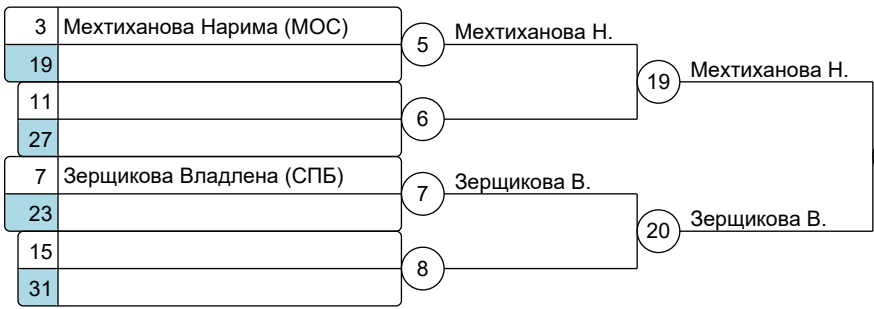 3 Мехтиханова Нарима (МОС)
5 Мехтиханова Н.
19
19 Мехтиханова Н.
11
6
27
7 Зерщикова Владлена (СПБ)
7 Зерщикова В.
23
20 Зерщикова В.
15
8
31